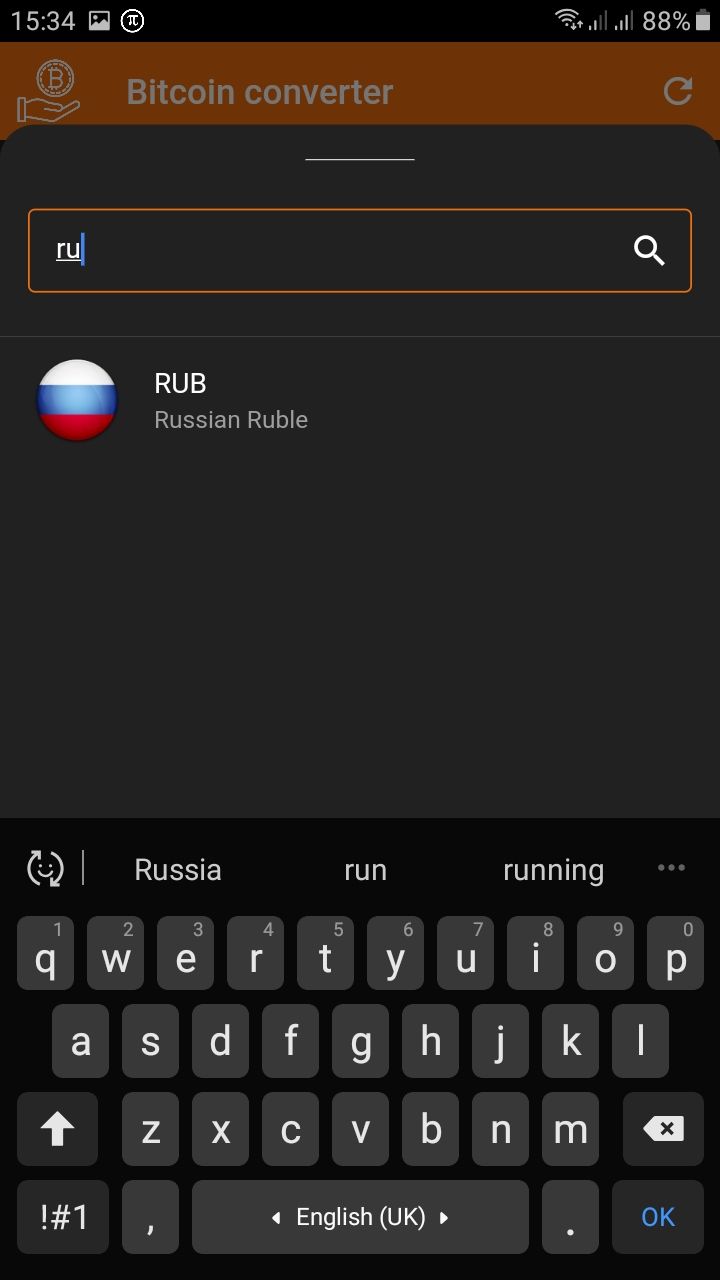 15:34 88%
Bitcoin converter
ru
RUB
Russian Ruble
Russia run running
1 2 3 4 5 6 7 8 9 0
q w e r t y u i o p
a s d f g h j k l
z x c v b n m
!#1 , English (UK) . OK